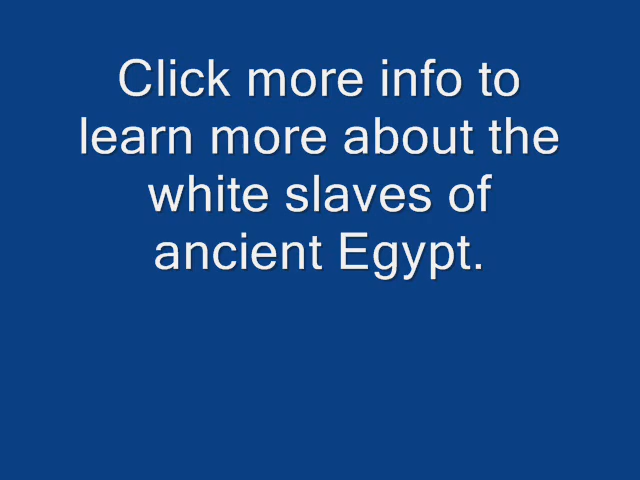 Click more info to
learn more about the
white slaves of
ancient Egypt.